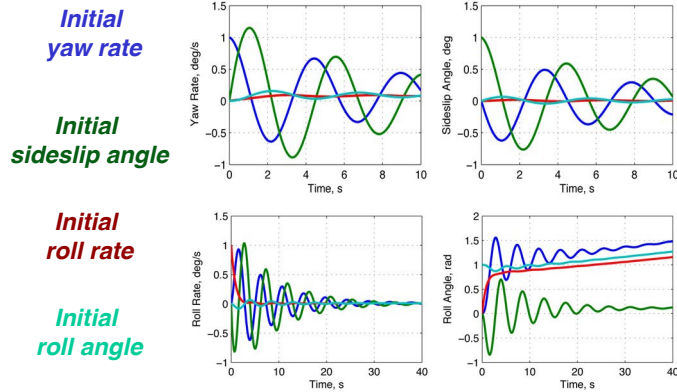 Initial
yaw rate
Initial
sideslip angle
Initial
roll rate
Initial
roll angle
Yaw Rate, deg/s
1.5
1
0.5
0
-0.5
-1
0 2 4 6 8 10
Time, s
Sideslip Angle, deg
1.5
1
0.5
0
-0.5
-1
0 2 4 6 8 10
Time, s
Roll Rate, deg/s
1.5
1
0.5
0
-0.5
-1
0 10 20 30 40
Time, s
Roll Angle, rad
2
1.5
1
0.5
0
-0.5
-1
0 10 20 30 40
Time, s